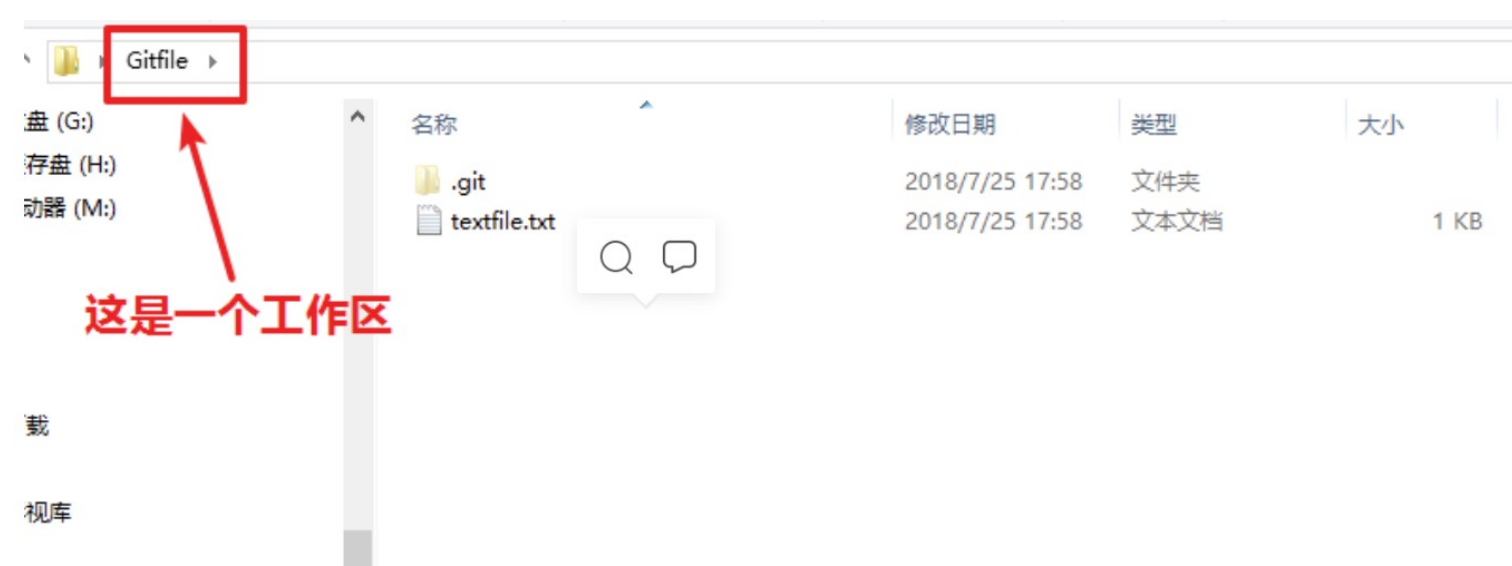 Gitfile
盘 (G:)
存盘 (H:)
动器 (M:)
名称 修改日期 类型 大小
.git 2018/7/25 17:58 文件夹
textfile.txt 2018/7/25 17:58 文本文档 1 KB
这是一个工作区
载
视库